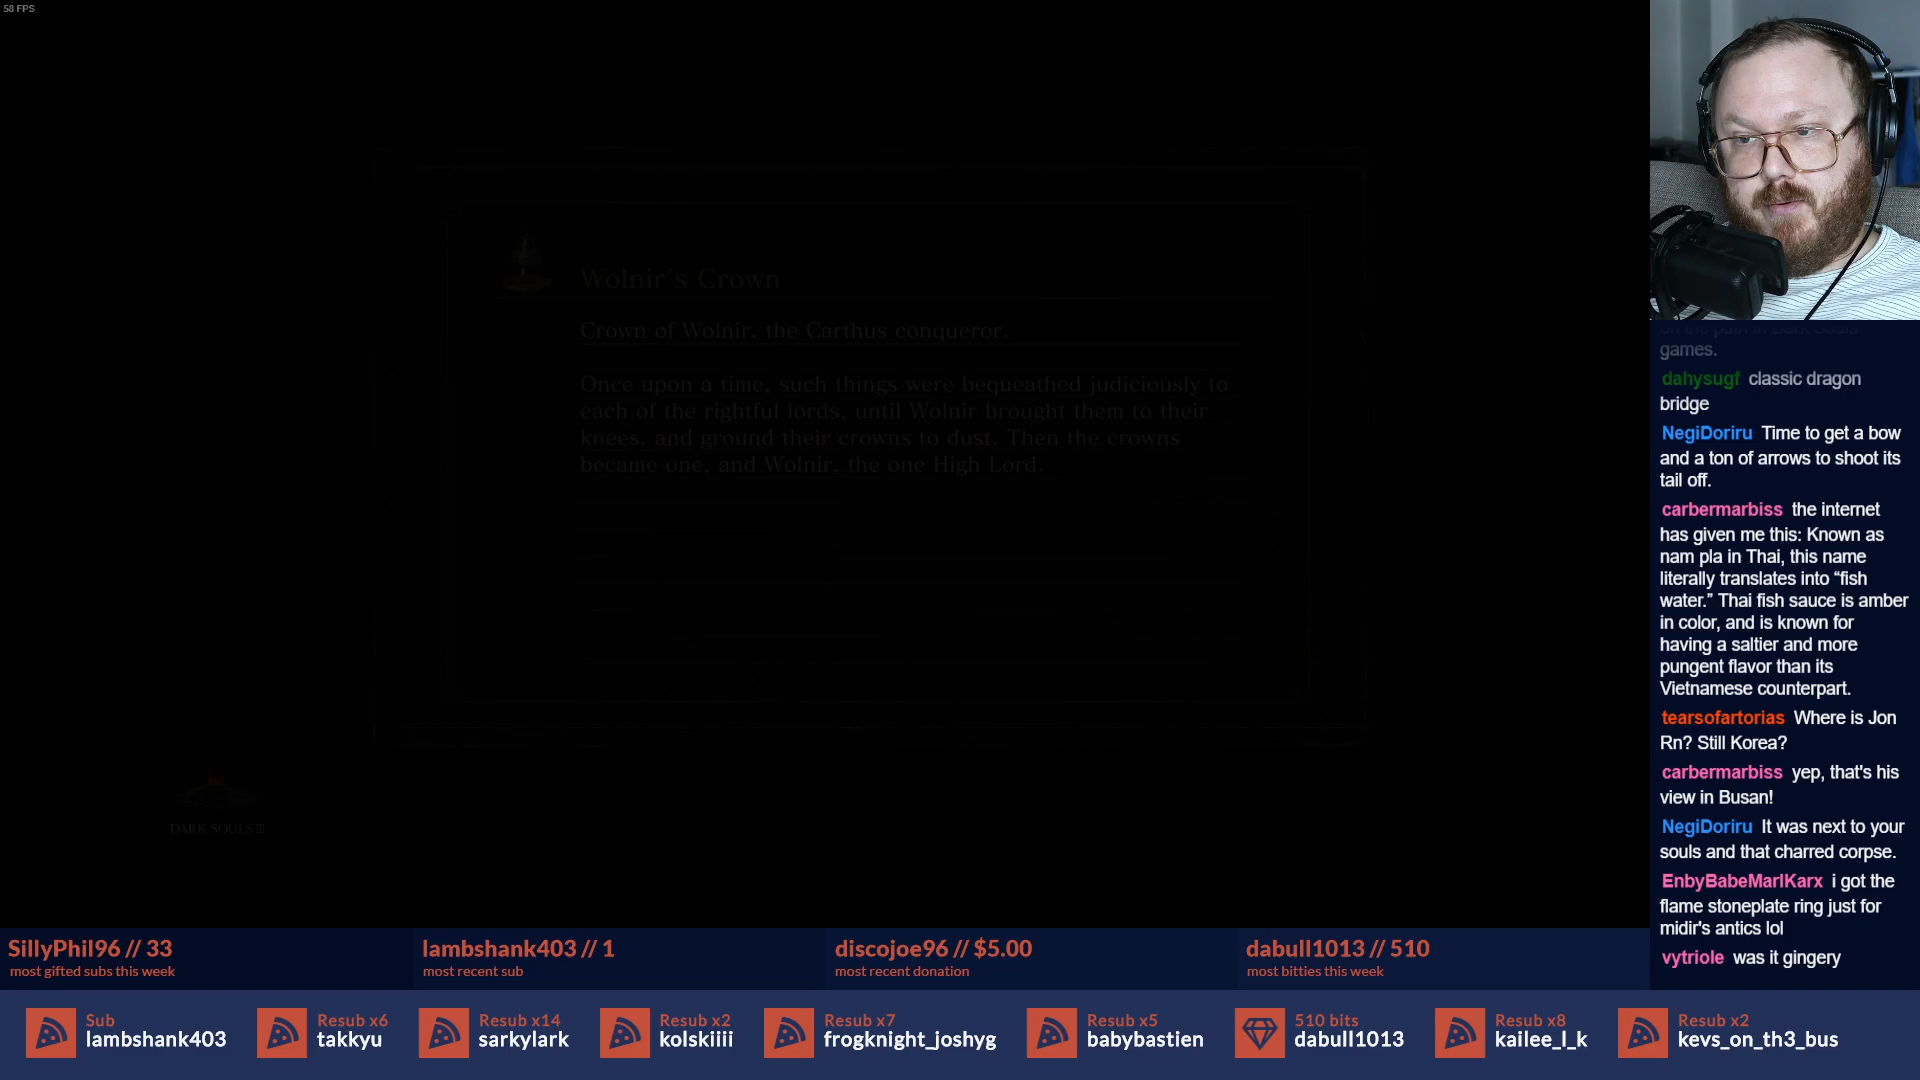 58 FPS
Wolnir's Crown
Crown of Wolnir, the Carthus conqueror.
Once upon a time, such things were bequeathed judiciously to
each of the rightful lords, until Wolnir brought them to their
knees, and ground their crowns to dust. Then the crowns
became one, and Wolnir, the one High Lord.
DARK SOULS III
on the path in Dark Souls
games.
dahysugf classic dragon
bridge
NegiDoriru Time to get a bow
and a ton of arrows to shoot its
tail off.
carbermarbiss the internet
has given me this: Known as
nam pla in Thai, this name
literally translates into “fish
water.” Thai fish sauce is amber
in color, and is known for
having a saltier and more
pungent flavor than its
Vietnamese counterpart.
tearsofartorias Where is Jon
Rn? Still Korea?
carbermarbiss yep, that's his
view in Busan!
NegiDoriru It was next to your
souls and that charred corpse.
EnbyBabeMarlKarx i got the
flame stoneplate ring just for
midir's antics lol
vytriole was it gingery
SillyPhil96 // 33
most gifted subs this week
lambshank403 // 1
most recent sub
discojoe96 // $5.00
most recent donation
dabull1013 // 510
most bitties this week
Sub
lambshank403
Resub x6
takkyu
Resub x14
sarkylark
Resub x2
kolskiiii
Resub x7
frogknight_joshyg
Resub x5
babybastien
510 bits
dabull1013
Resub x8
kailee_l_k
Resub x2
kevs_on_th3_bus